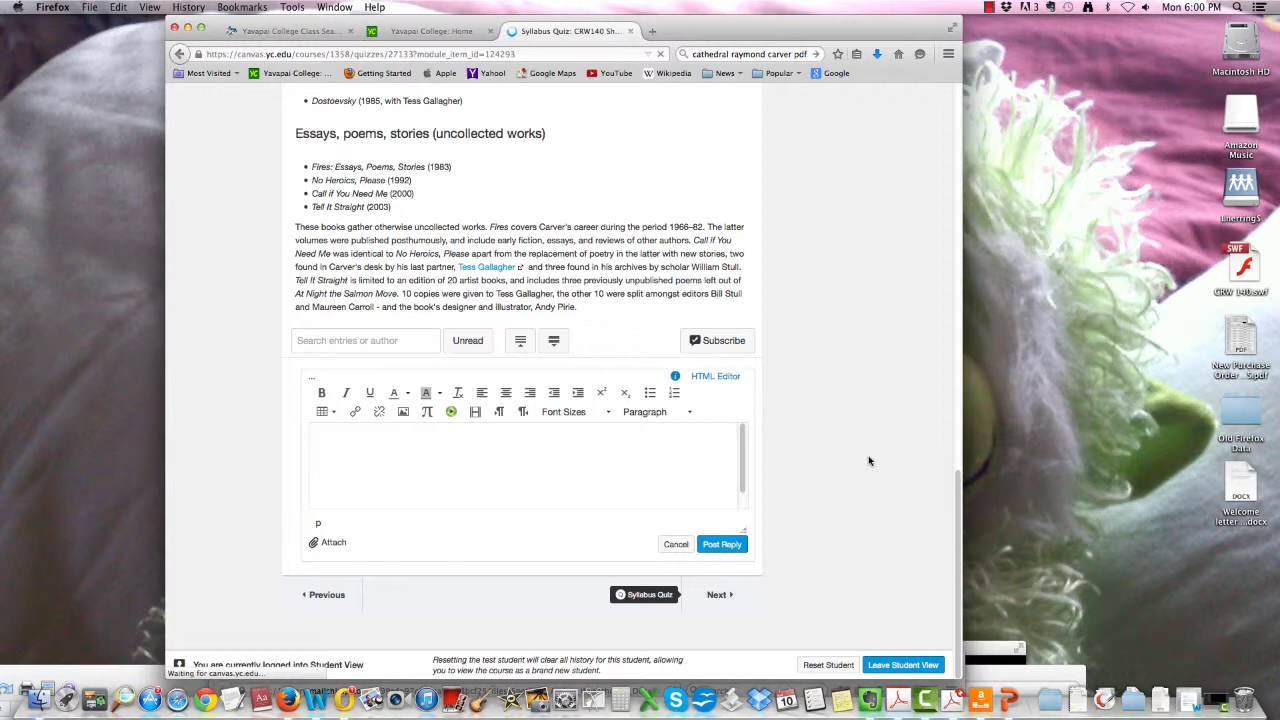 Firefox File Edit View History Bookmarks Tools Window Help
3 Mon 6:00 PM
Yavapai College Class Sea...
Yavapai College: Home
Syllabus Quiz: CRW140 Sh...
https://canvas.yc.edu/courses/1358/quizzes/27133?module_item_id=124293
cathedral raymond carver pdf
Most Visited
Yavapai College: ...
Getting Started
Apple
Yahoo!
Google Maps
YouTube
Wikipedia
News
Popular
Google
Dostoevsky (1985, with Tess Gallagher)
Essays, poems, stories (uncollected works)
Fires: Essays, Poems, Stories (1983)
No Heroics, Please (1992)
Call if You Need Me (2000)
Tell It Straight (2003)
These books gather otherwise uncollected works. Fires covers Carver's career during the period 1966–82. The latter
volumes were published posthumously, and include early fiction, essays, and reviews of other authors. Call if You
Need Me was identical to No Heroics, Please apart from the replacement of poetry in the latter with new stories, two
found in Carver's desk by his last partner, Tess Gallagher and three found in his archives by scholar William Stull.
Tell It Straight is limited to an edition of 20 artist books, and includes three previously unpublished poems left out of
At Night the Salmon Move. 10 copies were given to Tess Gallagher, the other 10 were split amongst editors Bill Stull
and Maureen Carroll - and the book's designer and illustrator, Andy Pirie.
Search entries or author
Unread
Subscribe
...
HTML Editor
Font Sizes
Paragraph
p
Attach
Cancel
Post Reply
Previous
Syllabus Quiz
Next
You are currently logged into Student View
Resetting the test student will clear all history for this student, allowing
you to view the course as a brand new student.
Reset Student
Leave Student View
Waiting for canvas.yc.edu...
Macintosh HD
Amazon
Music
Lherring$
SWF
CRW 140.swf
PDF
New Purchase
Order ...S.pdf
Old Firefox
Data
DOCX
Welcome
letter....docx